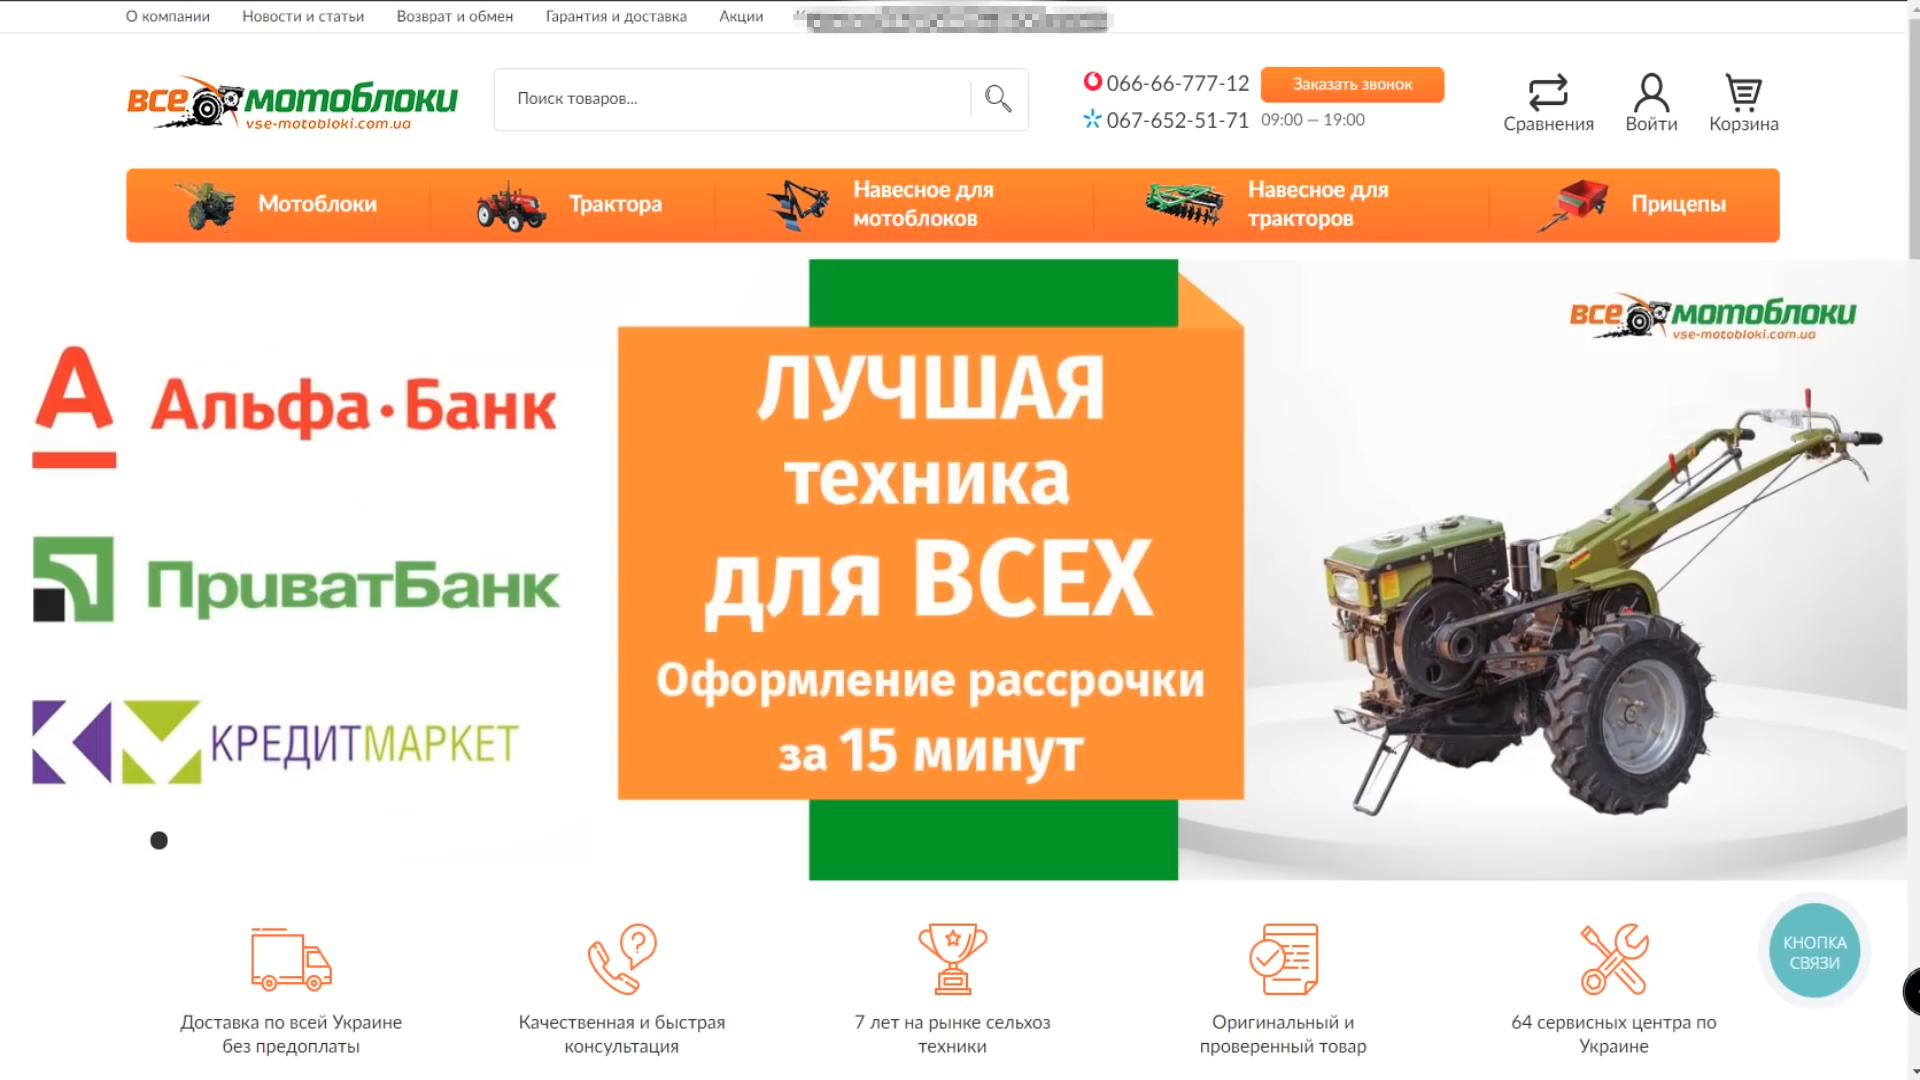 О компании
Новости и статьи
Возврат и обмен
Гарантия и доставка
Акции
ВСЕ мотоблоки
vse-motobloki.com.ua
Поиск товаров...
066-66-777-12
Заказать звонок
067-652-51-71
09:00 — 19:00
Сравнения
Войти
Корзина
Мотоблоки
Трактора
Навесное для
мотоблоков
Навесное для
тракторов
Прицепы
ВСЕ мотоблоки
vse-motobloki.com.ua
Альфа·Банк
ПриватБанк
КРЕДИТМАРКЕТ
ЛУЧШАЯ
техника
для ВСЕХ
Оформление рассрочки
за 15 минут
КНОПКА
СВЯЗИ
Доставка по всей Украине
без предоплаты
Качественная и быстрая
консультация
7 лет на рынке сельхоз
техники
Оригинальный и
проверенный товар
64 сервисных центра по
Украине